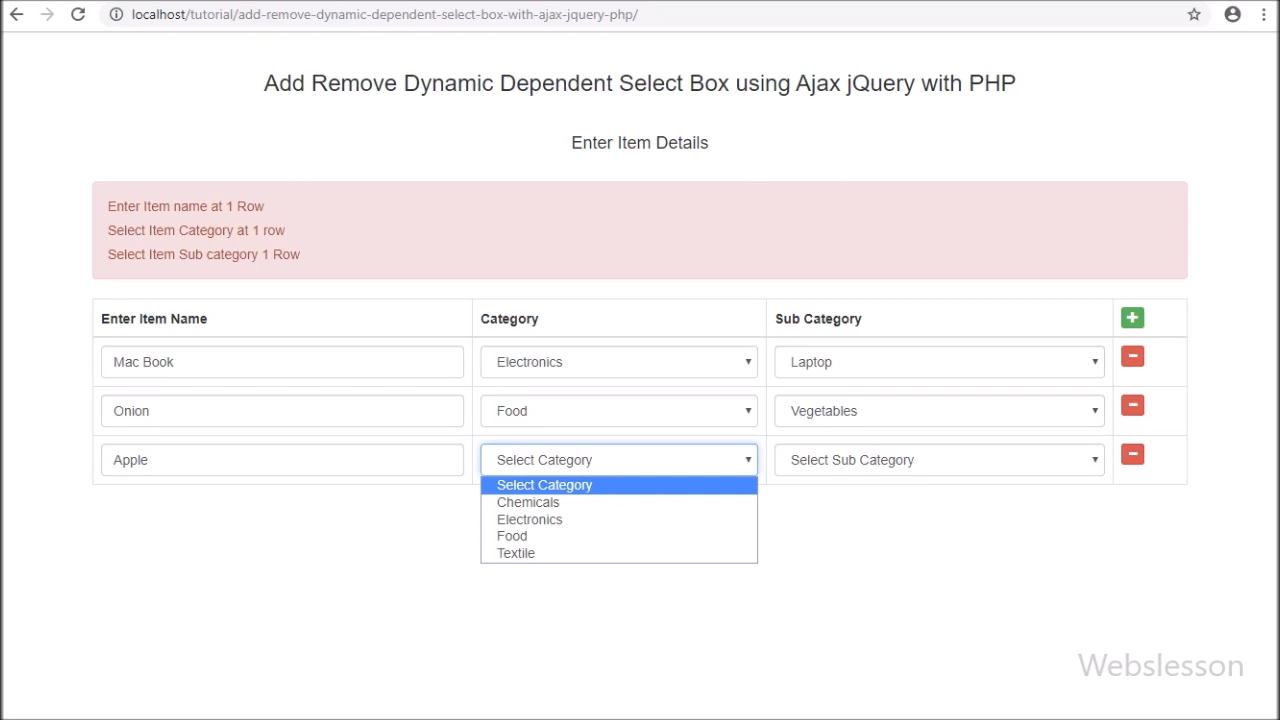 localhost/tutorial/add-remove-dynamic-dependent-select-box-with-ajax-jquery-php/
Add Remove Dynamic Dependent Select Box using Ajax jQuery with PHP
Enter Item Details
Enter Item name at 1 Row
Select Item Category at 1 row
Select Item Sub category 1 Row
Enter Item Name Category Sub Category +
Mac Book Electronics Laptop -
Onion Food Vegetables -
Apple Select Category Select Sub Category -
Select Category
Chemicals
Electronics
Food
Textile
Webslesson